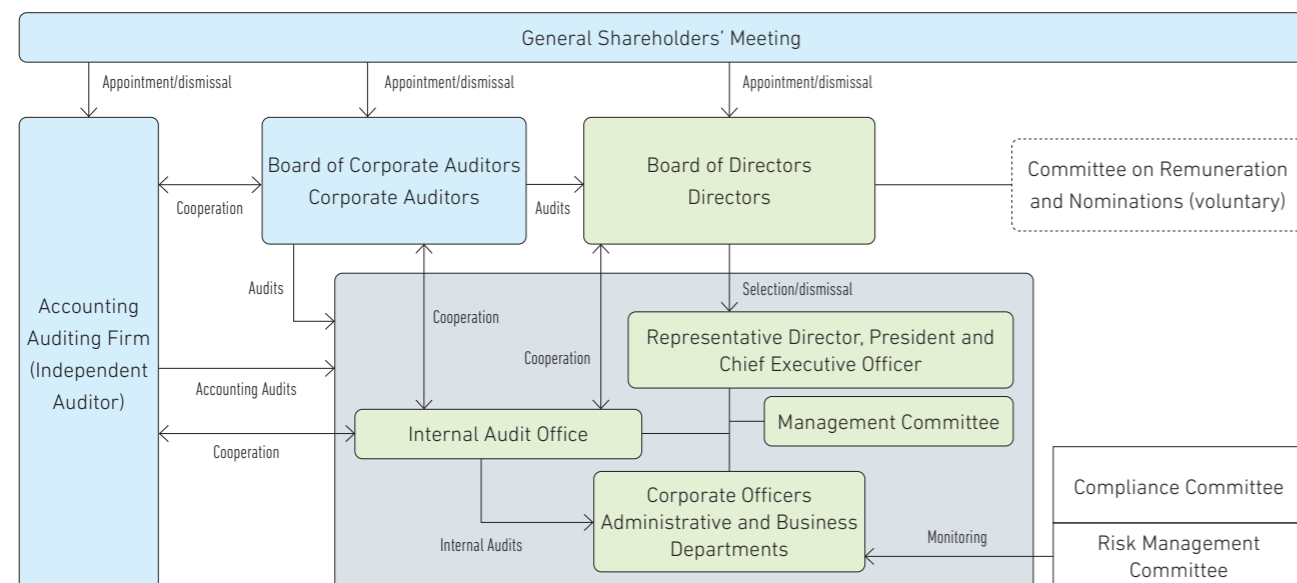 General Shareholders’ Meeting
Appointment/dismissal
Appointment/dismissal
Appointment/dismissal
Board of Corporate Auditors
Corporate Auditors
Board of Directors
Directors
Committee on Remuneration
and Nominations (voluntary)
Cooperation
Audits
Accounting
Auditing Firm
(Independent
Auditor)
Audits
Cooperation
Selection/dismissal
Representative Director, President and
Chief Executive Officer
Cooperation
Accounting Audits
Internal Audit Office
Management Committee
Cooperation
Corporate Officers
Administrative and Business
Departments
Internal Audits
Monitoring
Compliance Committee
Risk Management
Committee